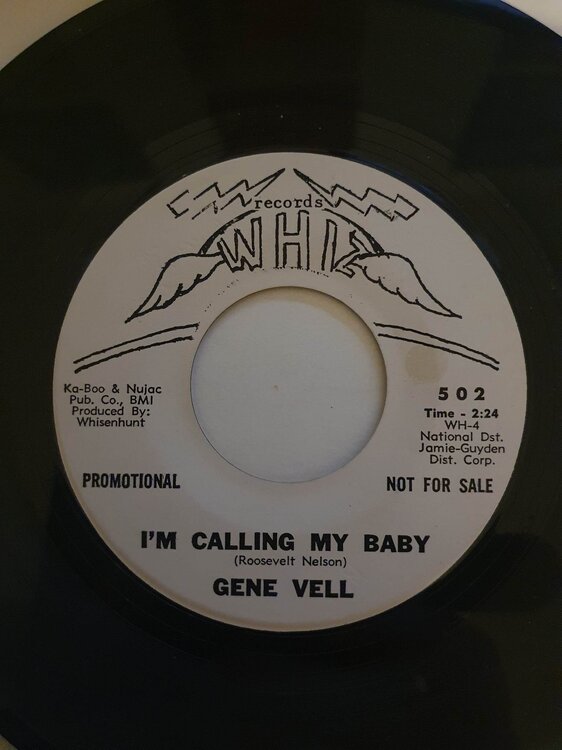 records
WHIZ
Ka-Boo & Nujac
Pub. Co., BMI
Produced By:
Whisenhunt
502
Time - 2:24
WH-4
National Dst.
Jamie-Guyden
Dist. Corp.
PROMOTIONAL
NOT FOR SALE
I'M CALLING MY BABY
(Roosevelt Nelson)
GENE VELL